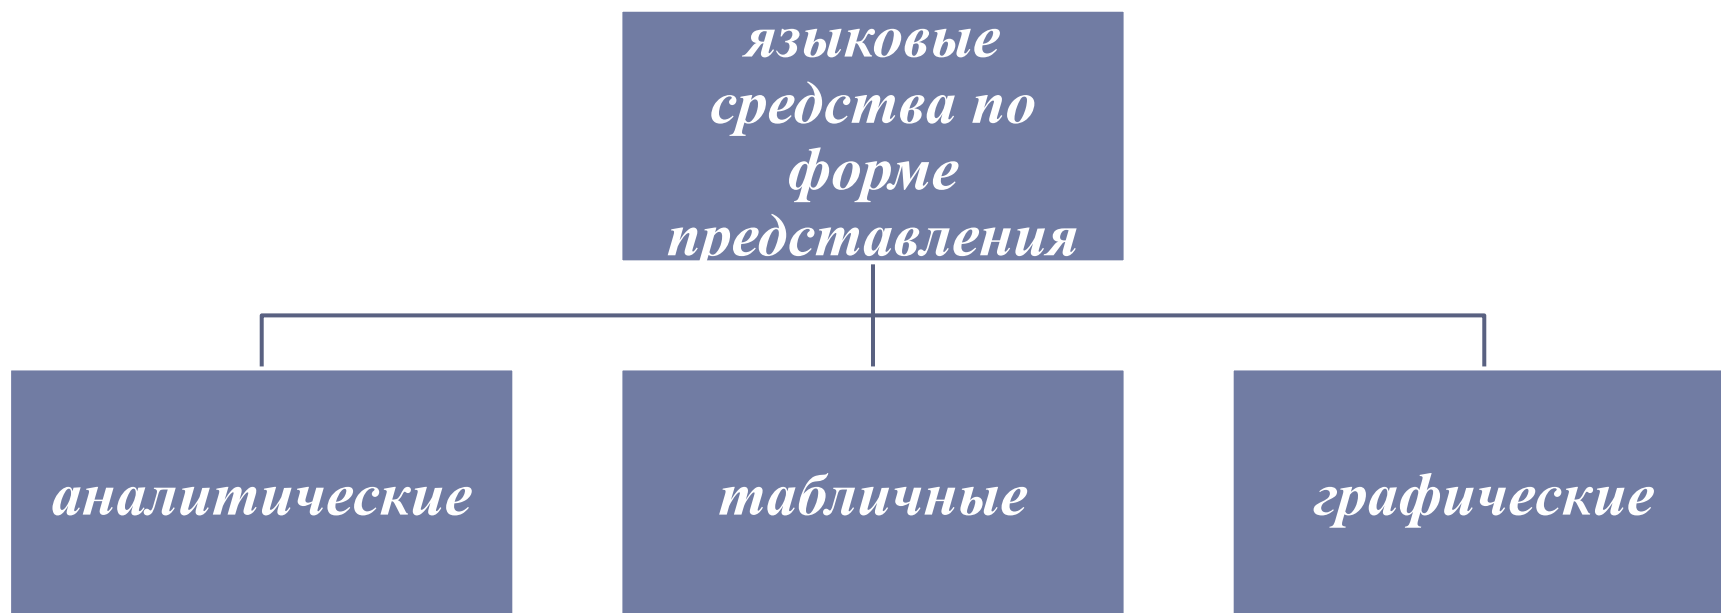 языковые
средства по
форме
представления
аналитические
табличные
графические